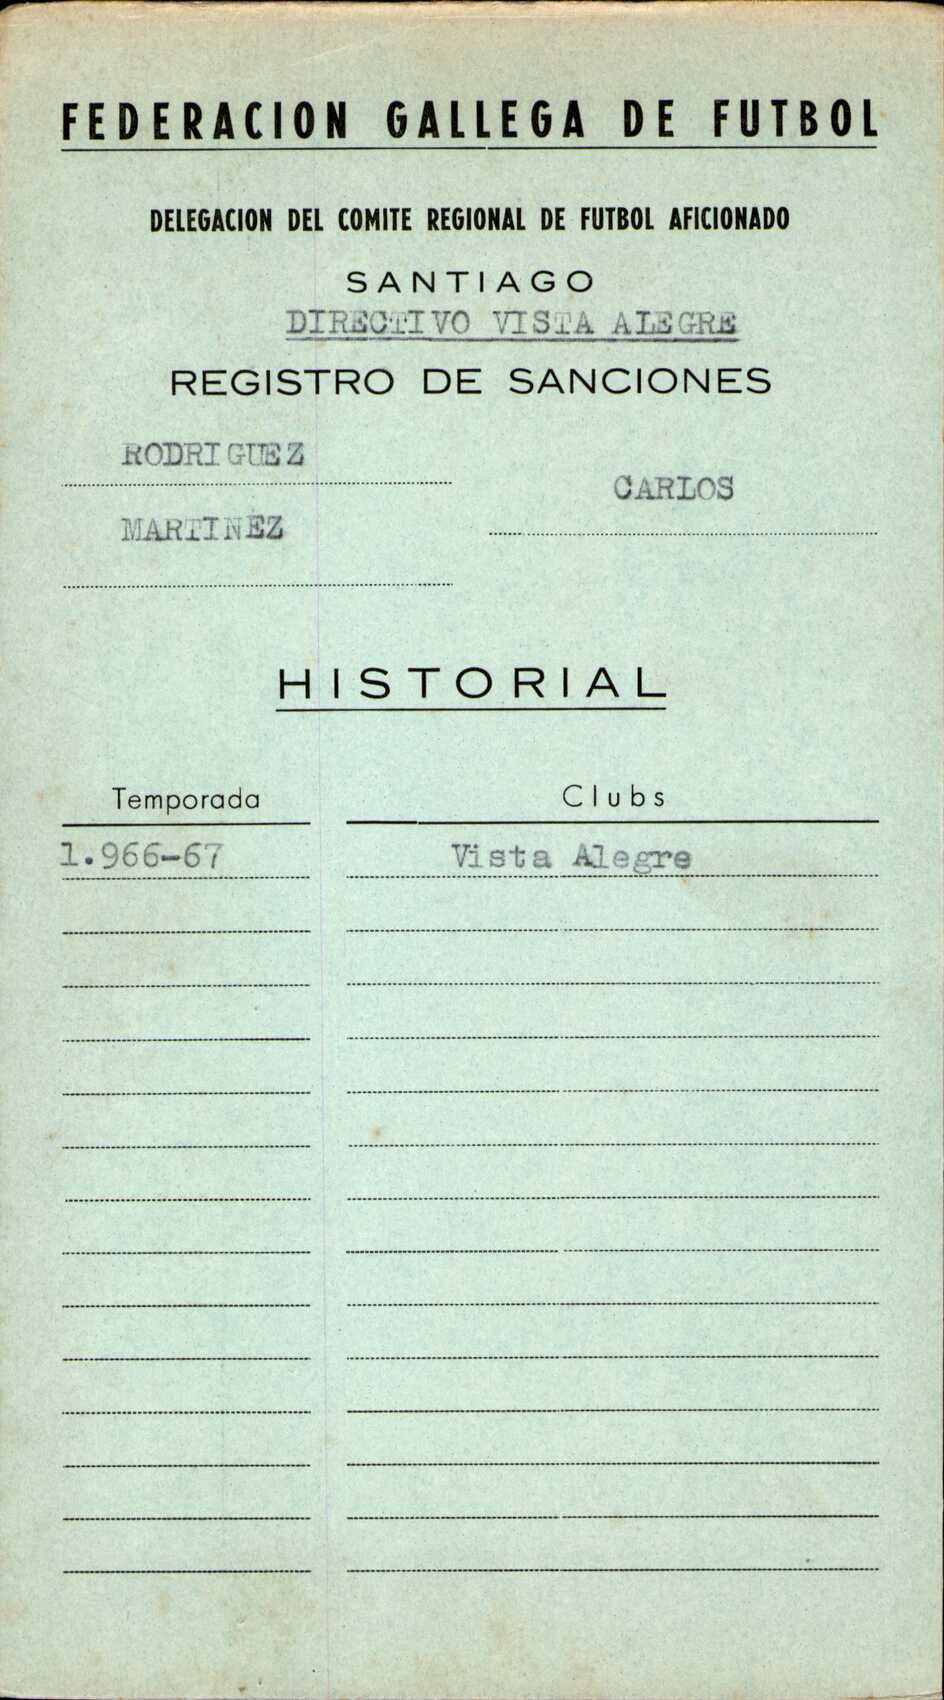 FEDERACION GALLEGA DE FUTBOL
DELEGACION DEL COMITE REGIONAL DE FUTBOL AFICIONADO
SANTIAGO
DIRECTIVO VISTA ALEGRE
REGISTRO DE SANCIONES
RODRIGUEZ
CARLOS
MARTINEZ
HISTORIAL
Temporada Clubs
1.966-67 Vista Alegre